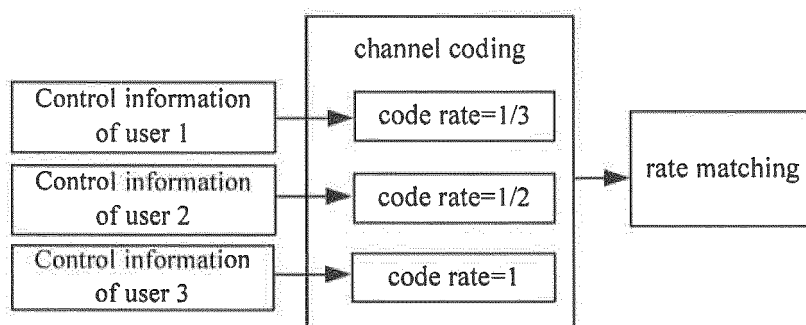 channel coding
Control information
of user 1
code rate=1/3
Control information
of user 2
code rate=1/2
rate matching
Control information
of user 3
code rate=1